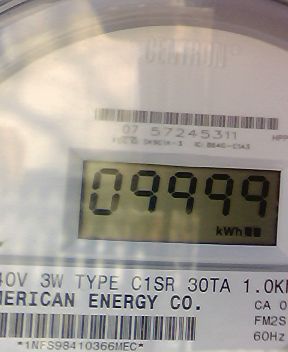 CENTRON®
07 57245311
09999
kWh
40V 3W TYPE C1SR 30TA 1.0K
MERICAN ENERGY CO.
CA 0
FM2S
60Hz
*1NFS98410366MEC*